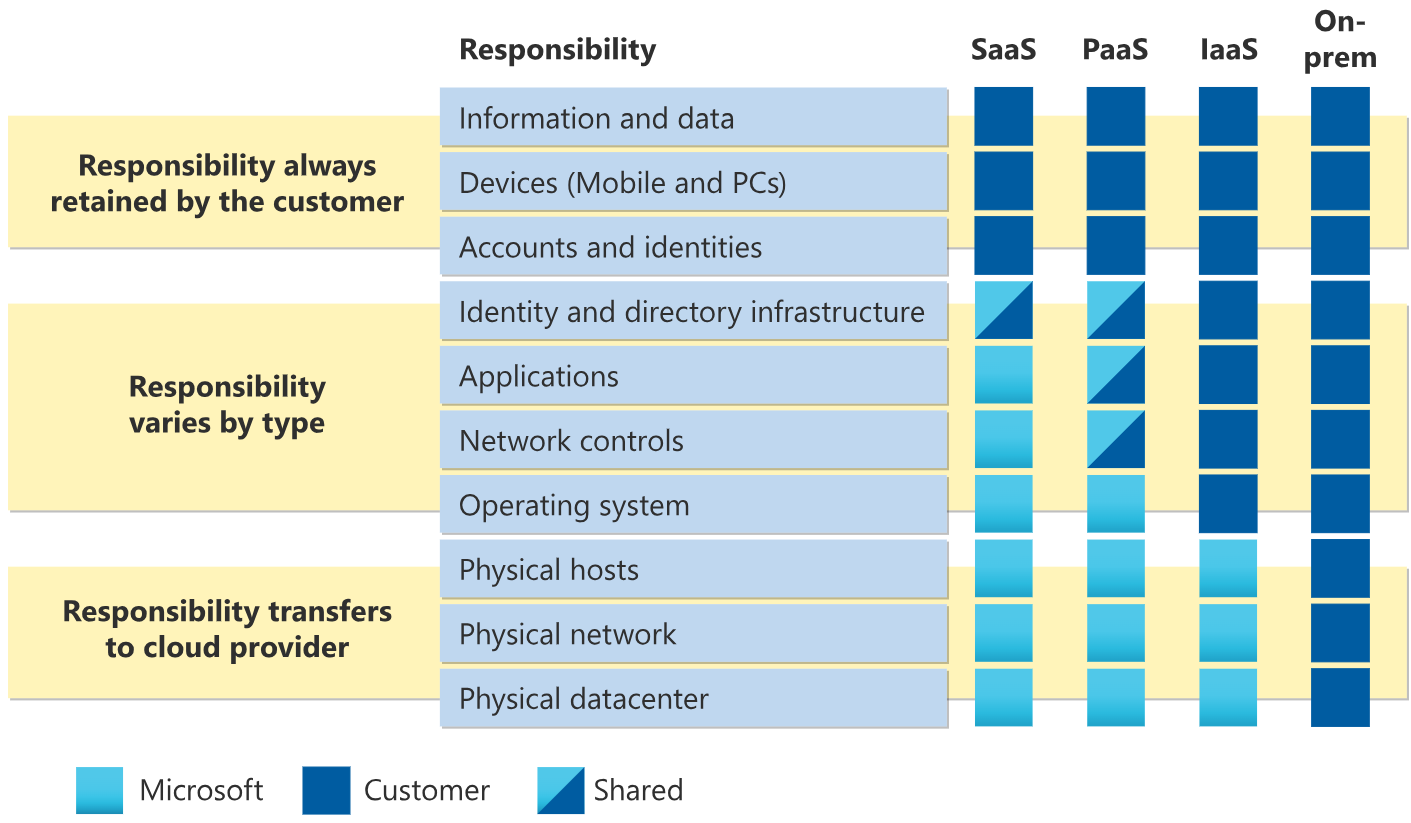 Responsibility SaaS PaaS IaaS On-
prem
Responsibility always
retained by the customer
Information and data
Devices (Mobile and PCs)
Accounts and identities
Responsibility
varies by type
Identity and directory infrastructure
Applications
Network controls
Operating system
Responsibility transfers
to cloud provider
Physical hosts
Physical network
Physical datacenter
Microsoft Customer Shared